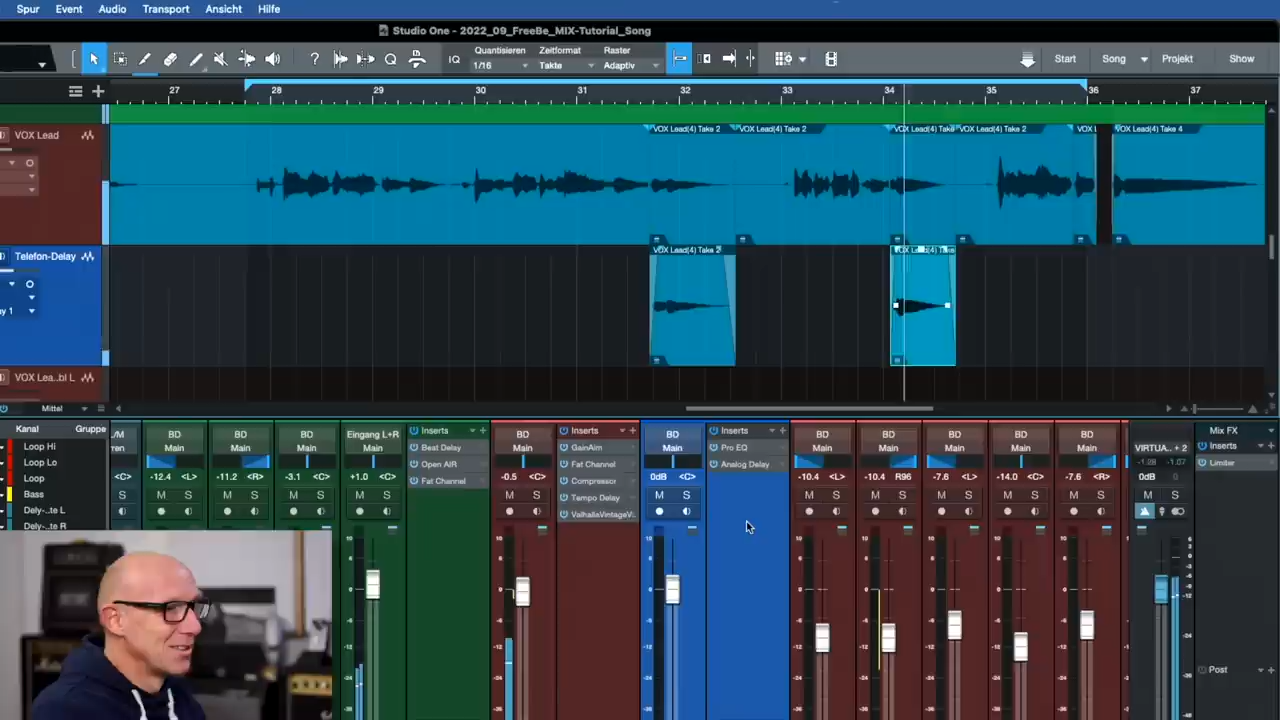 Spur Event Audio Transport Ansicht Hilfe
Studio One - 2022_09_FreeBe_MIX-Tutorial_Song
IQ Quantisieren 1/16 Zeitformat Takte Raster Adaptiv Start Song Projekt Show
27 28 29 30 31 32 33 34 35 36 37
VOX Lead
VOX Lead(4) Take 2 VOX Lead(4) Take 2 VOX Lead(4) Take VOX Lead(4) Take 2 VOX L VOX Lead(4) Take 4
Telefon-Delay
VOX Lead(4) Take 2
VOX Lea..bl L
Mittel
Kanal Gruppe
Loop Hi
Loop Lo
Loop
Bass
Dely-..te L
Dely-..te R
BD BD BD Eingang L+R BD BD BD BD BD BD BD VIRTUA.. + 2
Main Main Main Main Main Main Main Main Main Main Main
-12.4 <L> -11.2 <R> -3.1 <C> +1.0 <C> -0.5 <C> 0dB <C> -10.4 <L> -10.4 R96 -7.6 <L> -14.0 <C> -7.6 <R> 0dB
M S
Inserts
Beat Delay
Open AIR
Fat Channel
Inserts
GainAim
Fat Channel
Compressor
Tempo Delay
ValhallaVintageV..
Inserts
Pro EQ
Analog Delay
Mix FX
Inserts
Limiter
Post